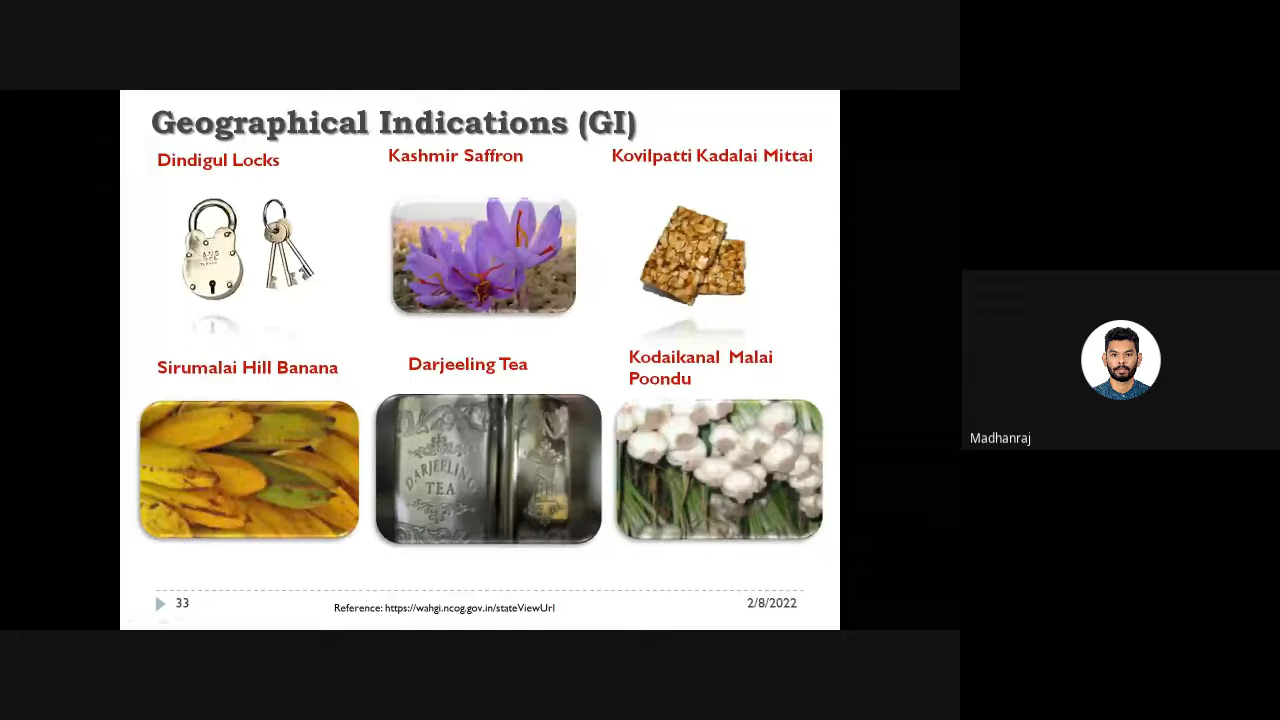 Geographical Indications (GI)
Dindigul Locks
Kashmir Saffron
Kovilpatti Kadalai Mittai
Sirumalai Hill Banana
Darjeeling Tea
Kodaikanal Malai
Poondu
DARJEELING
TEA
33
Reference: https://wahgi.ncog.gov.in/stateViewUrl
2/8/2022
Madhanraj